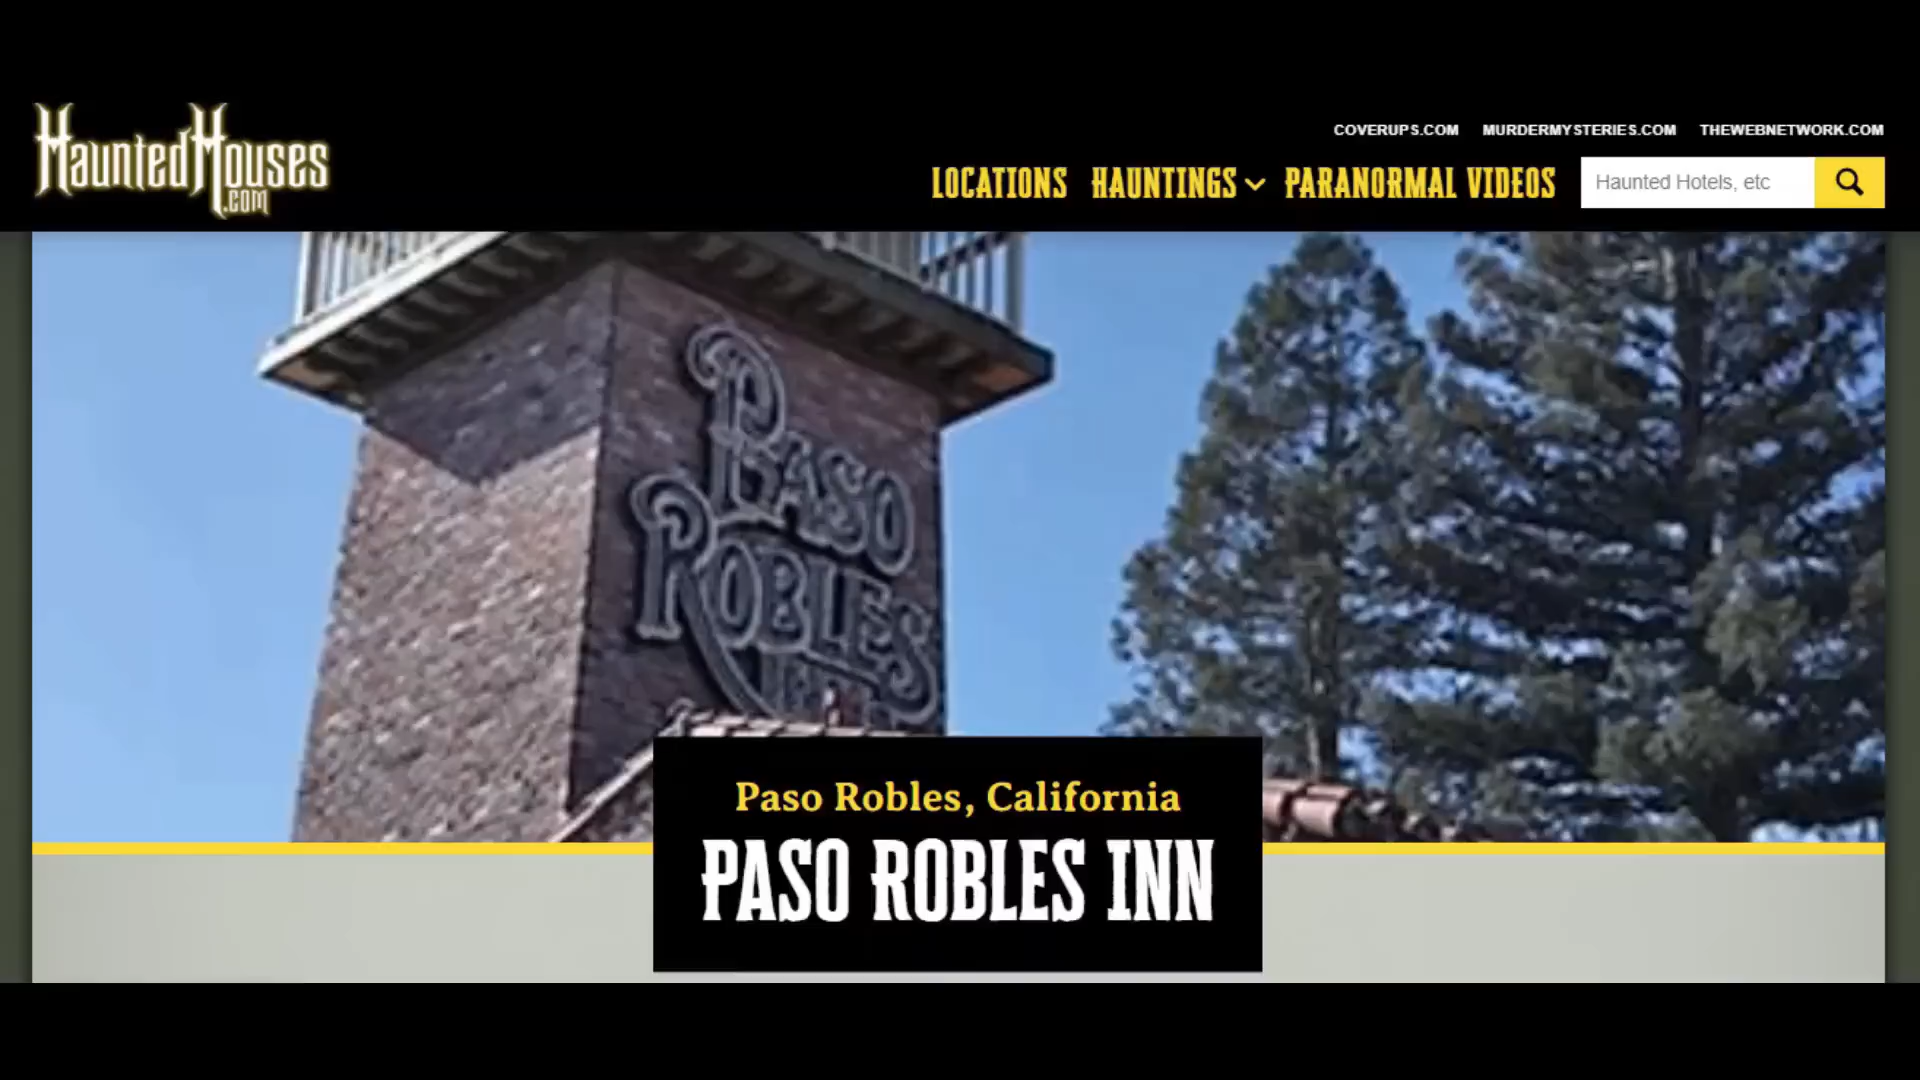 HauntedHouses
.com
COVERUPS.COM MURDERMYSTERIES.COM THEWEBNETWORK.COM
LOCATIONS HAUNTINGS PARANORMAL VIDEOS Haunted Hotels, etc
PASO
ROBLES
Paso Robles, California
PASO ROBLES INN